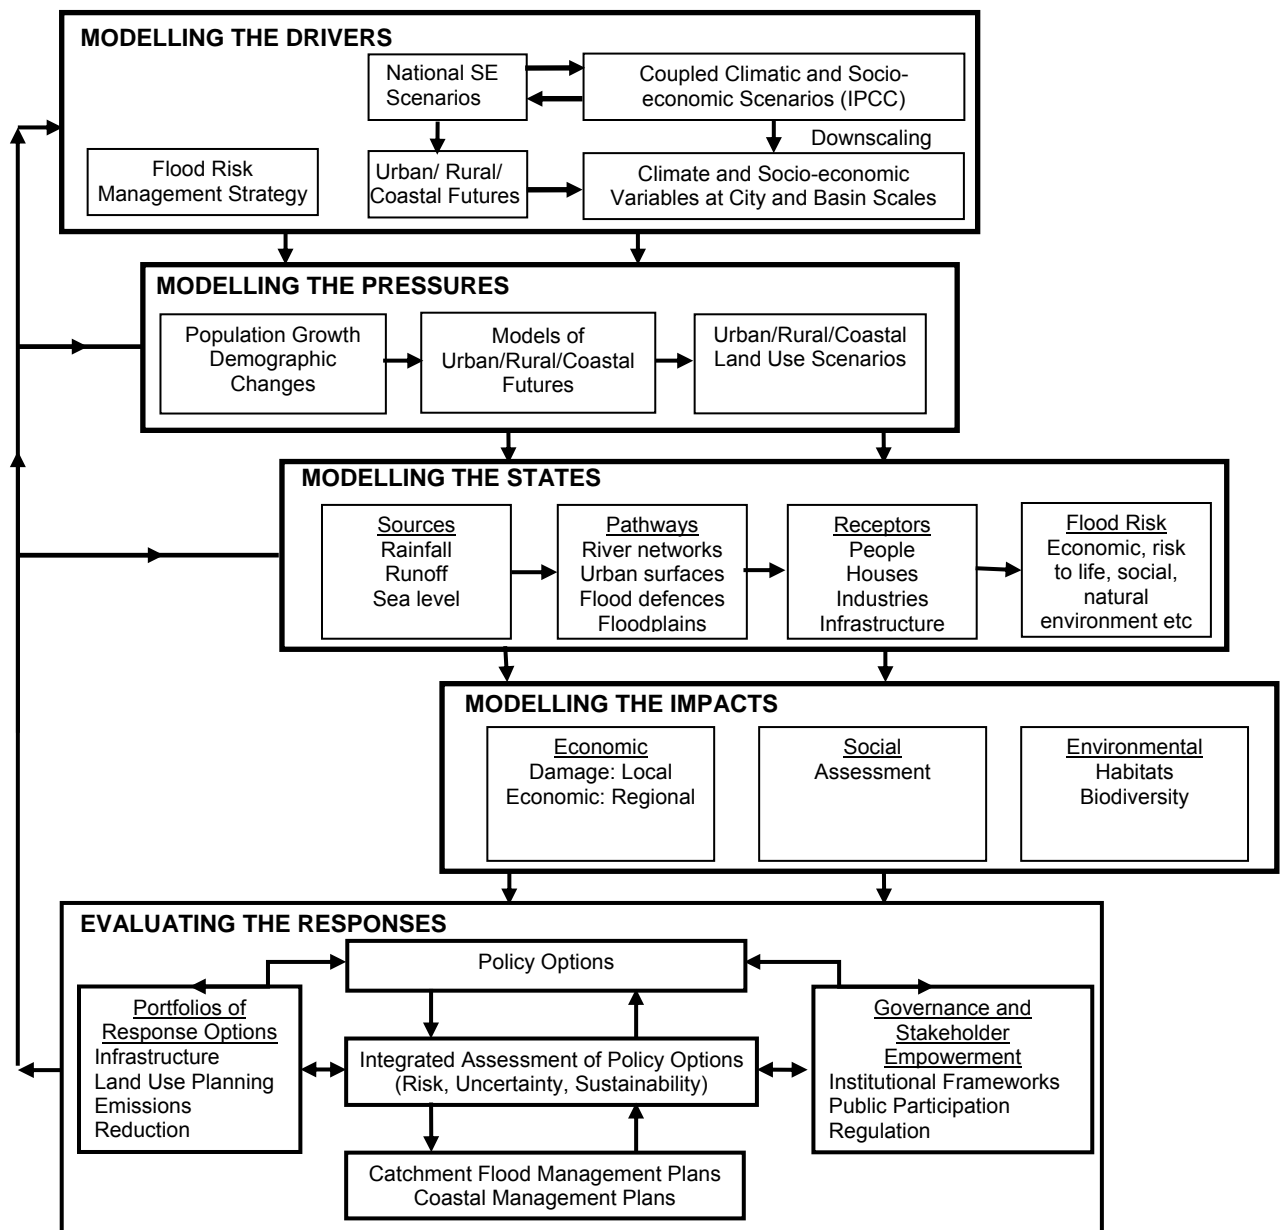 MODELLING THE DRIVERS
National SE
Scenarios
Coupled Climatic and Socio-
economic Scenarios (IPCC)
Downscaling
Flood Risk
Management Strategy
Urban/ Rural/
Coastal Futures
Climate and Socio-economic
Variables at City and Basin Scales
MODELLING THE PRESSURES
Population Growth
Demographic
Changes
Models of
Urban/Rural/Coastal
Futures
Urban/Rural/Coastal
Land Use Scenarios
MODELLING THE STATES
Sources
Rainfall
Runoff
Sea level
Pathways
River networks
Urban surfaces
Flood defences
Floodplains
Receptors
People
Houses
Industries
Infrastructure
Flood Risk
Economic, risk
to life, social,
natural
environment etc
MODELLING THE IMPACTS
Economic
Damage: Local
Economic: Regional
Social
Assessment
Environmental
Habitats
Biodiversity
EVALUATING THE RESPONSES
Policy Options
Portfolios of
Response Options
Infrastructure
Land Use Planning
Emissions
Reduction
Integrated Assessment of Policy Options
(Risk, Uncertainty, Sustainability)
Governance and
Stakeholder
Empowerment
Institutional Frameworks
Public Participation
Regulation
Catchment Flood Management Plans
Coastal Management Plans